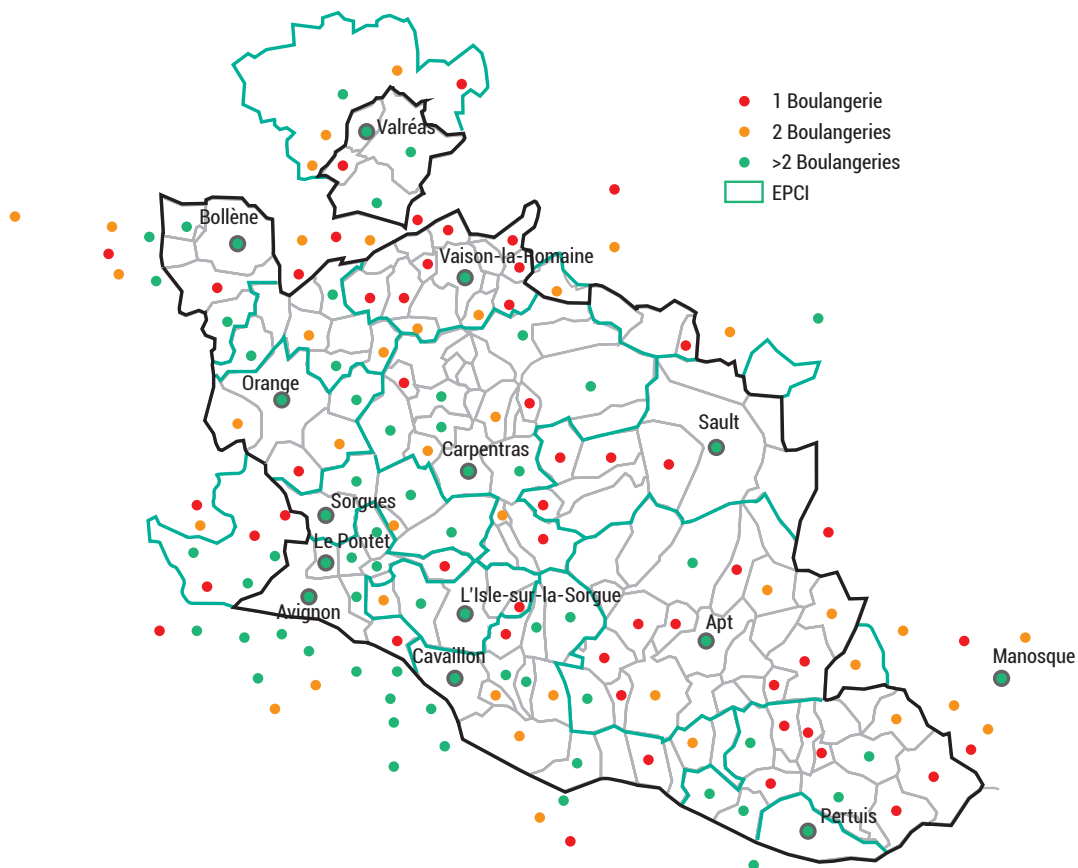 Valréas
1 Boulangerie
2 Boulangeries
>2 Boulangeries
EPCI
Bollène
Vaison-la-Romaine
Orange
Sault
Carpentras
Sorgues
Le Pontet
L'Isle-sur-la-Sorgue
Avignon
Apt
Cavaillon
Manosque
Pertuis